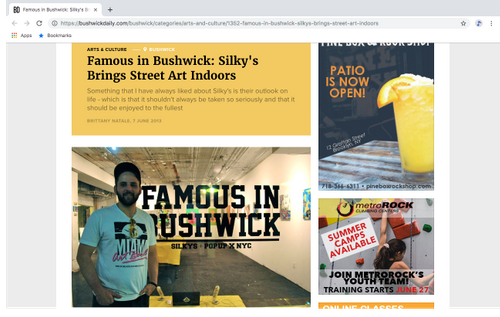 Famous in Bushwick: Silky's B
https://bushwickdaily.com/bushwick/categories/arts-and-culture/1352-famous-in-bushwick-silkys-brings-street-art-indoors
Apps
Bookmarks
ARTS & CULTURE — BUSHWICK
Famous in Bushwick: Silky's
Brings Street Art Indoors
Something that I have always liked about Silky's is their outlook on
life - which is that it shouldn't always be taken so seriously and that it
should be enjoyed to the fullest
BRITTANY NATALE, 7 JUNE 2013
FAMOUS IN
BUSHWICK
SILKYS - POPUP X NYC
MIAMI
PINE BOX ROCK SHOP
PATIO
IS NOW
OPEN!
12 Grattan Street
Brooklyn, NY
718-366-6311 • pineboxrockshop.com
metroROCK
CLIMBING CENTERS
SUMMER
CAMPS
AVAILABLE
JOIN METROROCK'S
YOUTH TEAM!
TRAINING STARTS JUNE 27
ONLINE CLASSES